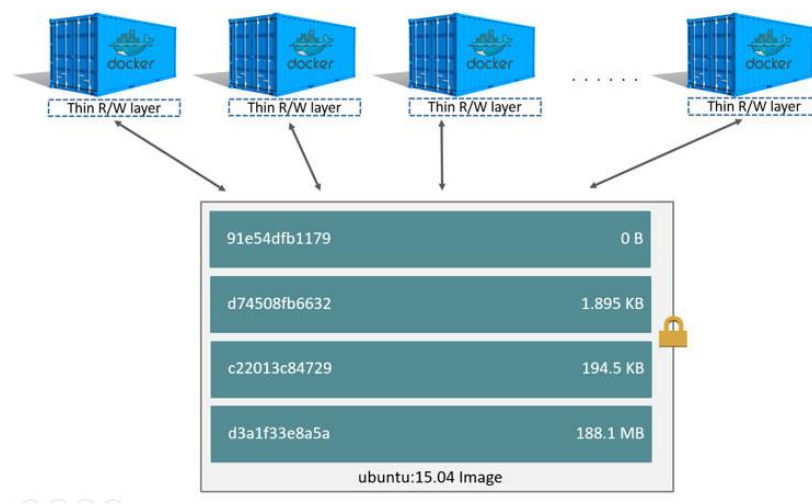 docker
docker
docker
. . . . . .
docker
Thin R/W layer
Thin R/W layer
Thin R/W layer
Thin R/W layer
91e54dfb1179 0 B
d74508fb6632 1.895 KB
c22013c84729 194.5 KB
d3a1f33e8a5a 188.1 MB
ubuntu:15.04 Image